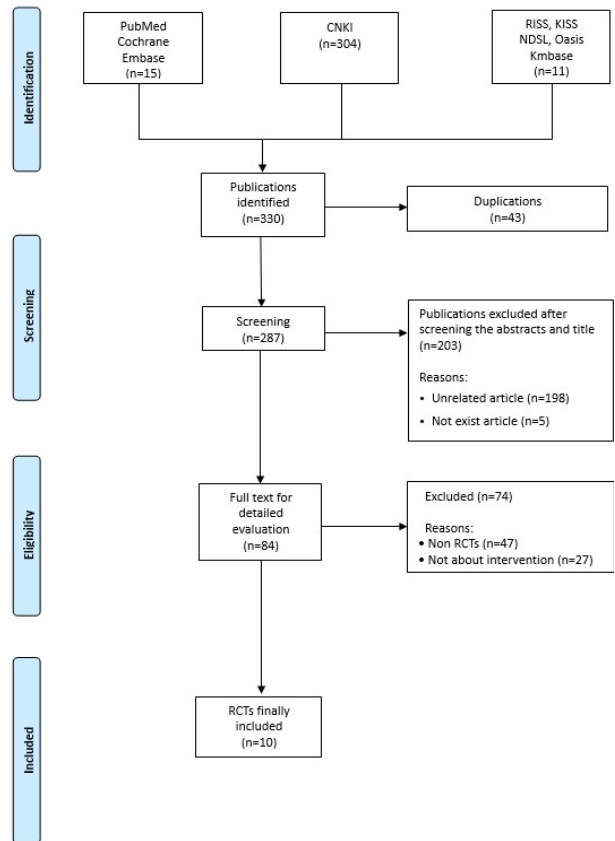 Identification
PubMed
Cochrane
Embase
(n=15)
CNKI
(n=304)
RISS, KISS
NDSL, Oasis
Kmbase
(n=11)
Publications
identified
(n=330)
Duplications
(n=43)
Screening
Screening
(n=287)
Publications excluded after
screening the abstracts and title
(n=203)
Reasons:
• Unrelated article (n=198)
• Not exist article (n=5)
Eligibility
Full text for
detailed
evaluation
(n=84)
Excluded (n=74)
Reasons:
• Non RCTs (n=47)
• Not about intervention (n=27)
Included
RCTs finally
included
(n=10)